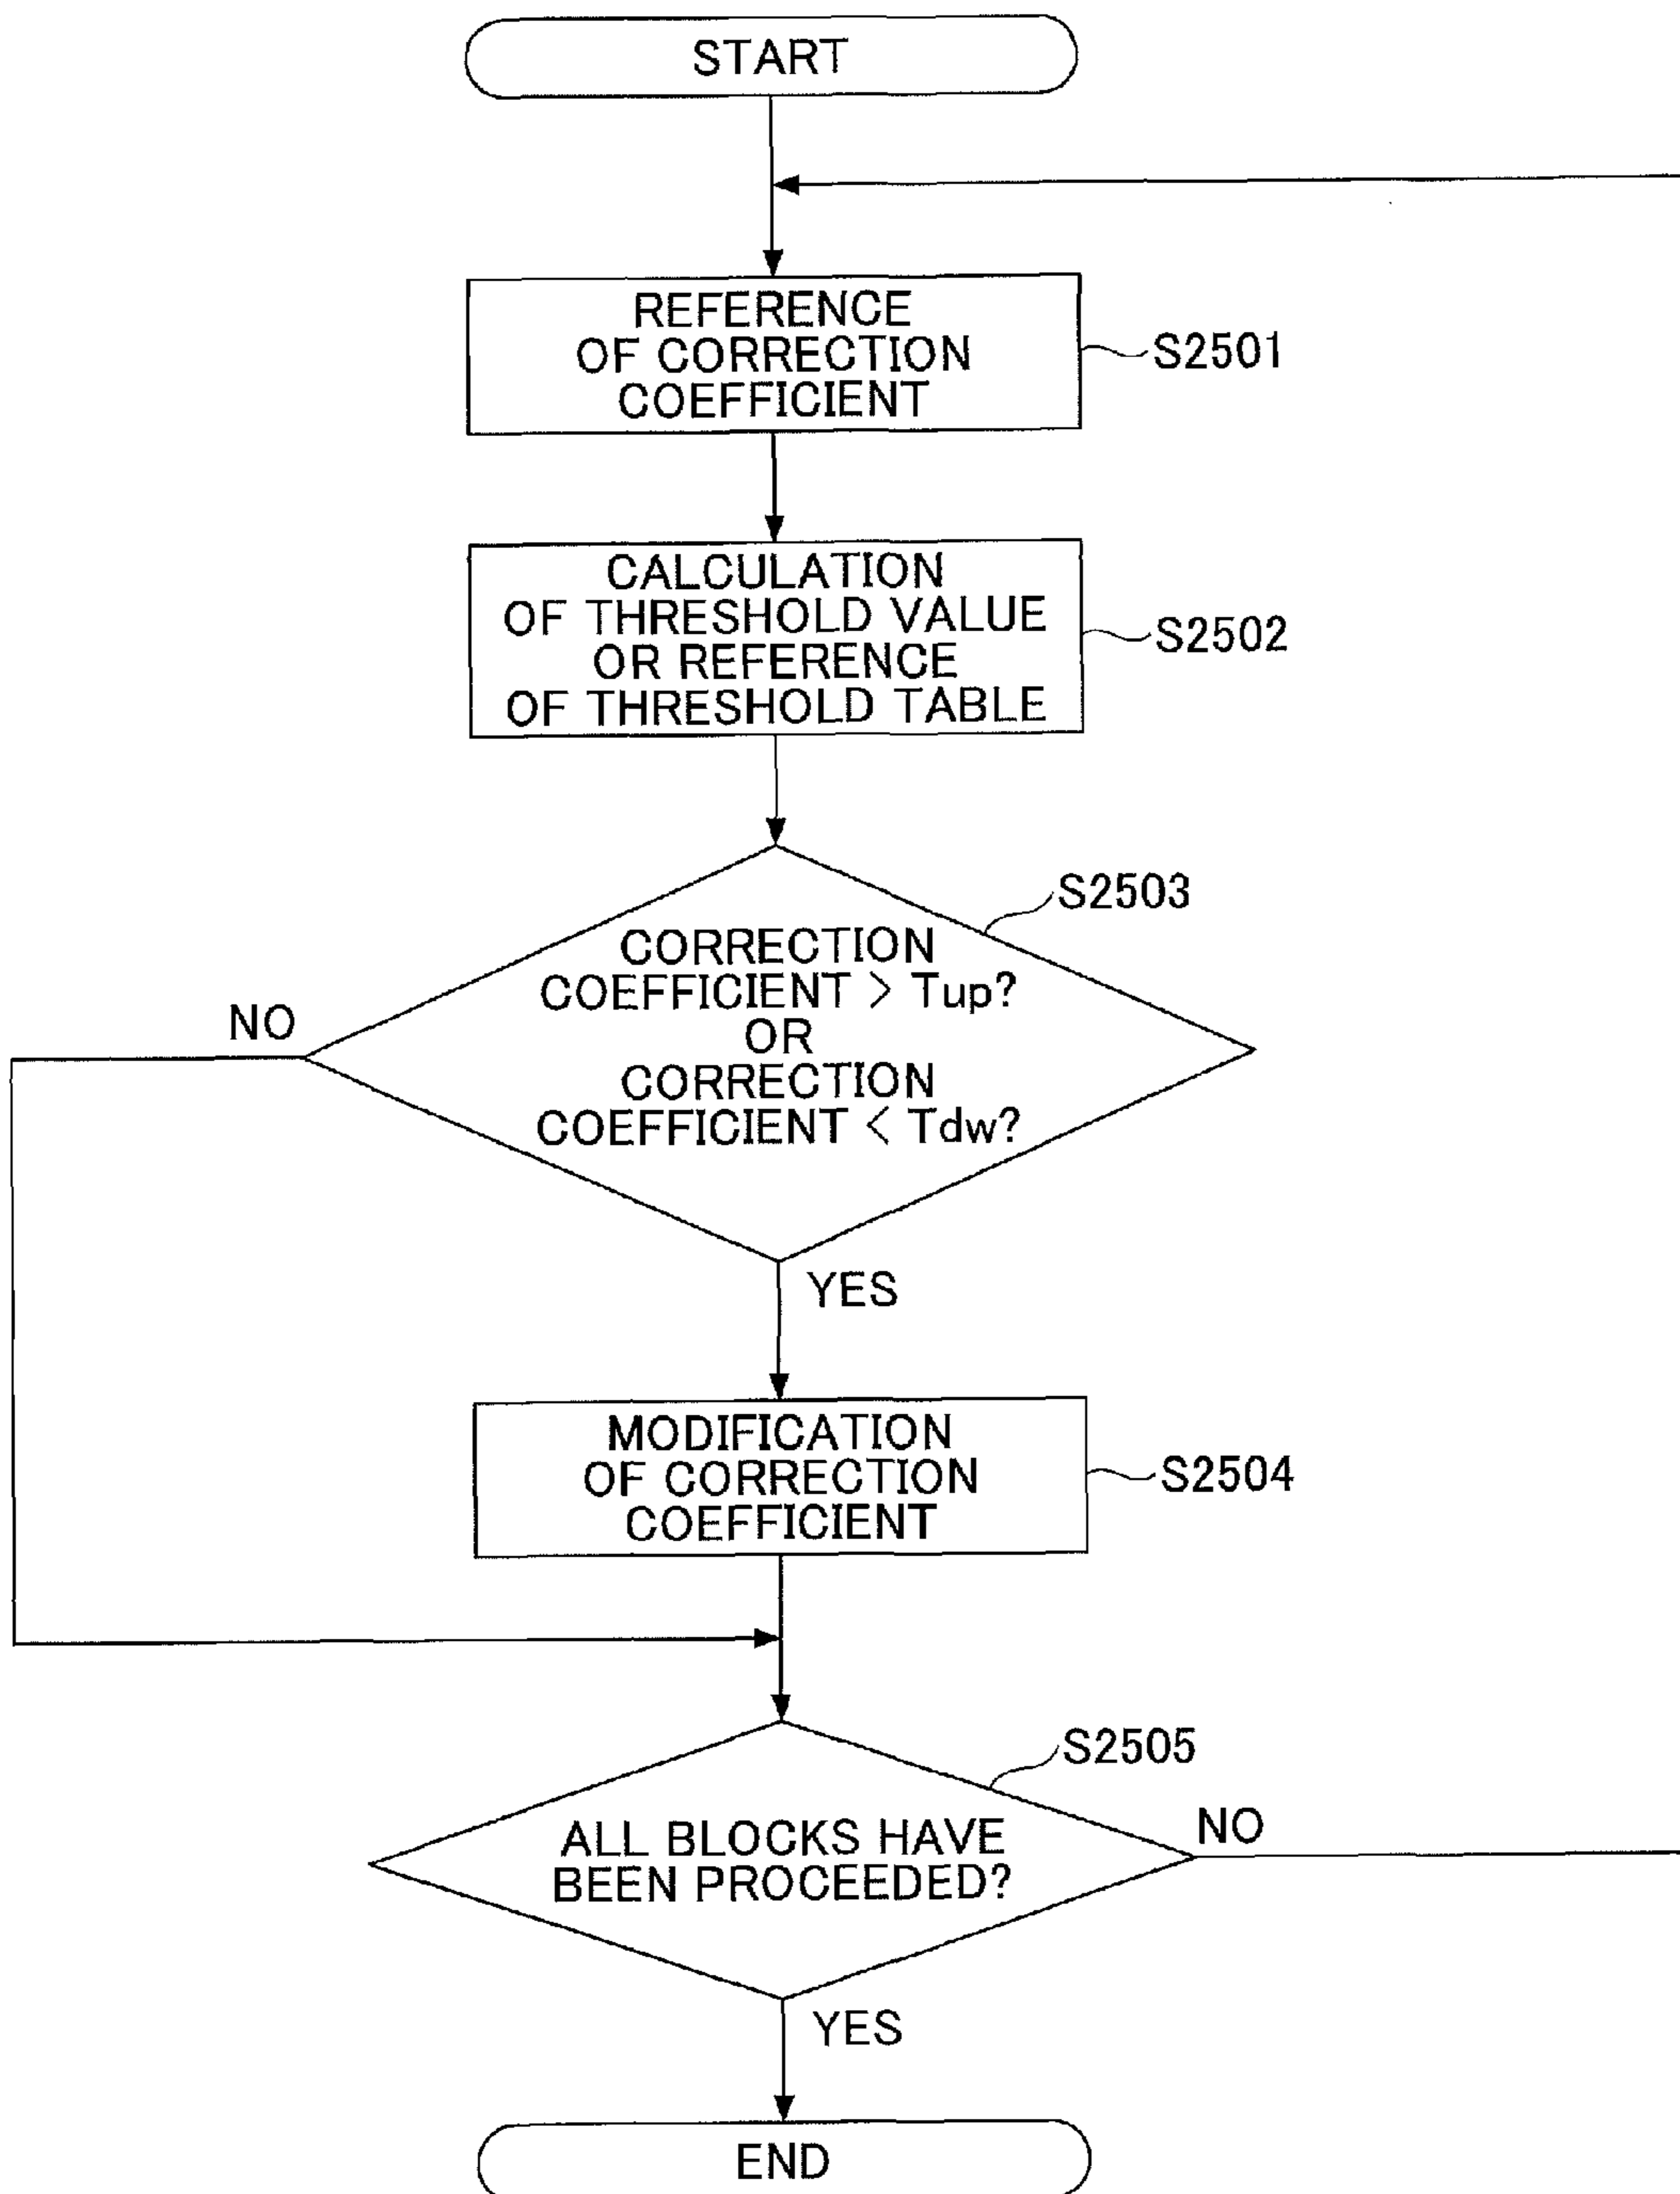 START
REFERENCE
OF CORRECTION
COEFFICIENT
S2501
CALCULATION
OF THRESHOLD VALUE
OR REFERENCE
OF THRESHOLD TABLE
S2502
S2503
CORRECTION
COEFFICIENT > Tup?
OR
CORRECTION
COEFFICIENT < Tdw?
NO
YES
MODIFICATION
OF CORRECTION
COEFFICIENT
S2504
S2505
ALL BLOCKS HAVE
BEEN PROCEEDED?
NO
YES
END